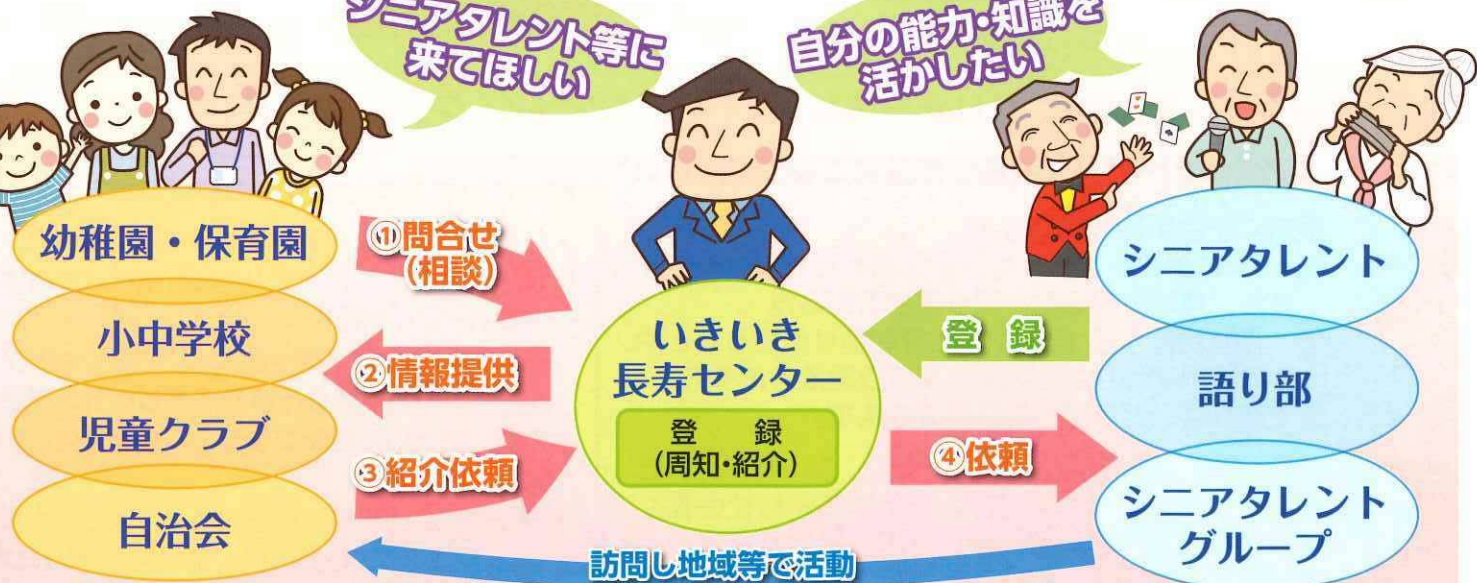 シニアタレント等に
来てほしい
自分の能力・知識を
活かしたい
幼稚園・保育園
小中学校
児童クラブ
自治会
①問合せ
(相談)
②情報提供
③紹介依頼
いきいき
長寿センター
登 録
(周知・紹介)
登 録
④依頼
シニアタレント
語り部
シニアタレント
グループ
訪問し地域等で活動